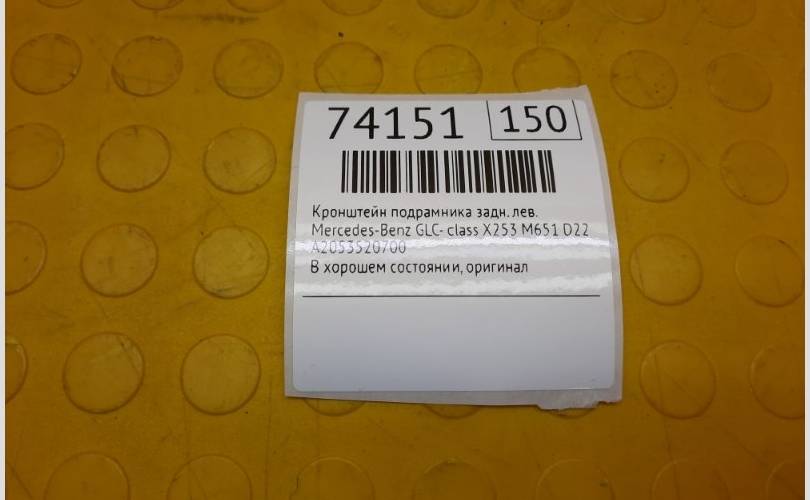 74151 150
Кронштейн подрамника задн. лев.
Mercedes-Benz GLC- class X253 M651 D22
A2053520700
В хорошем состоянии, оригинал